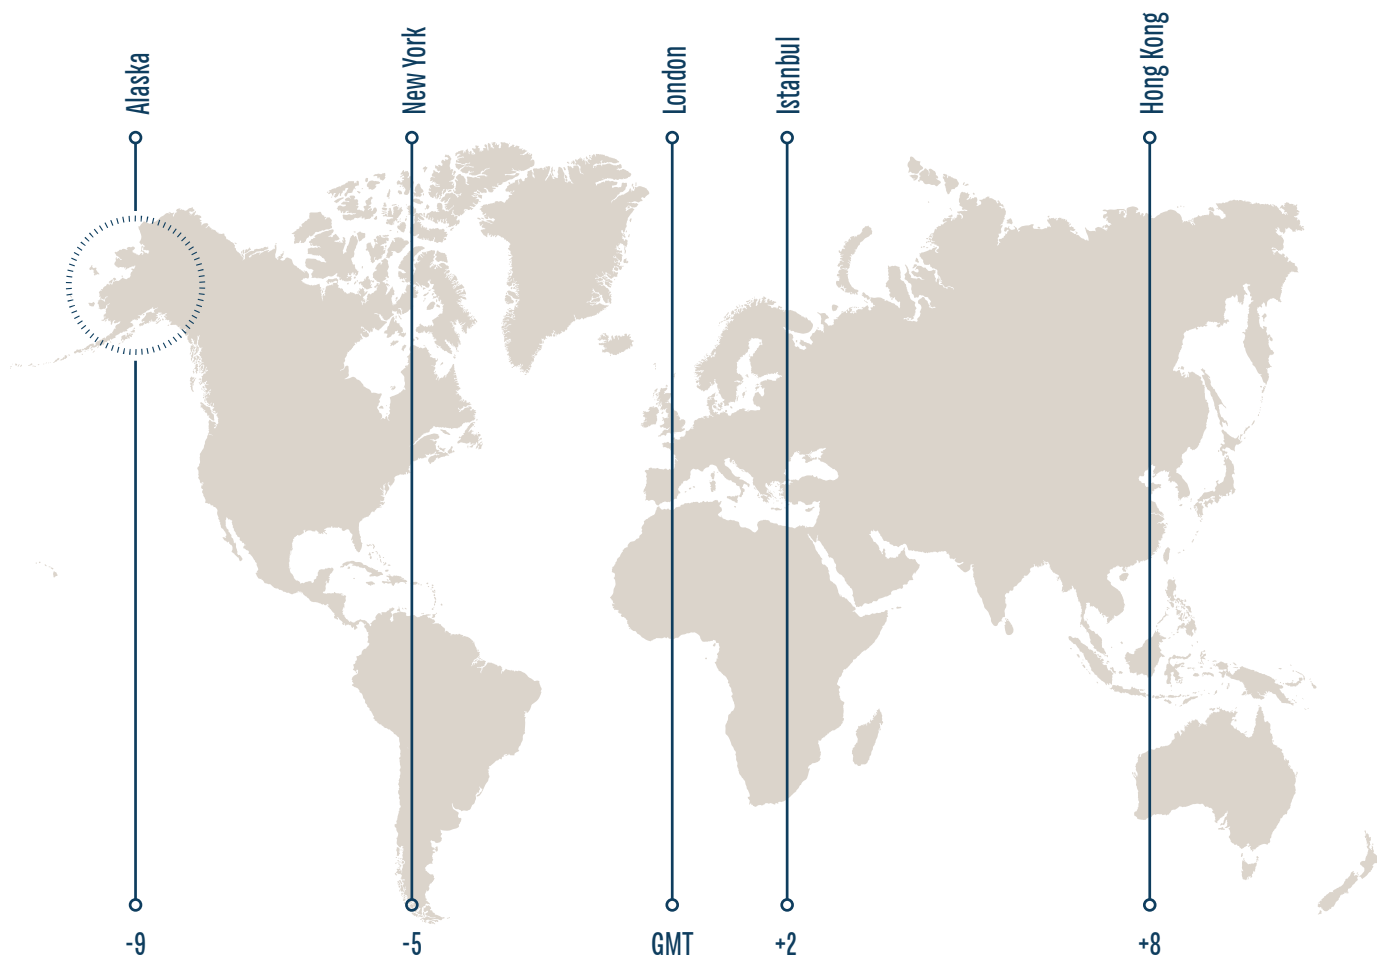 Alaska
New York
London
Istanbul
Hong Kong
-9
-5
GMT
+2
+8